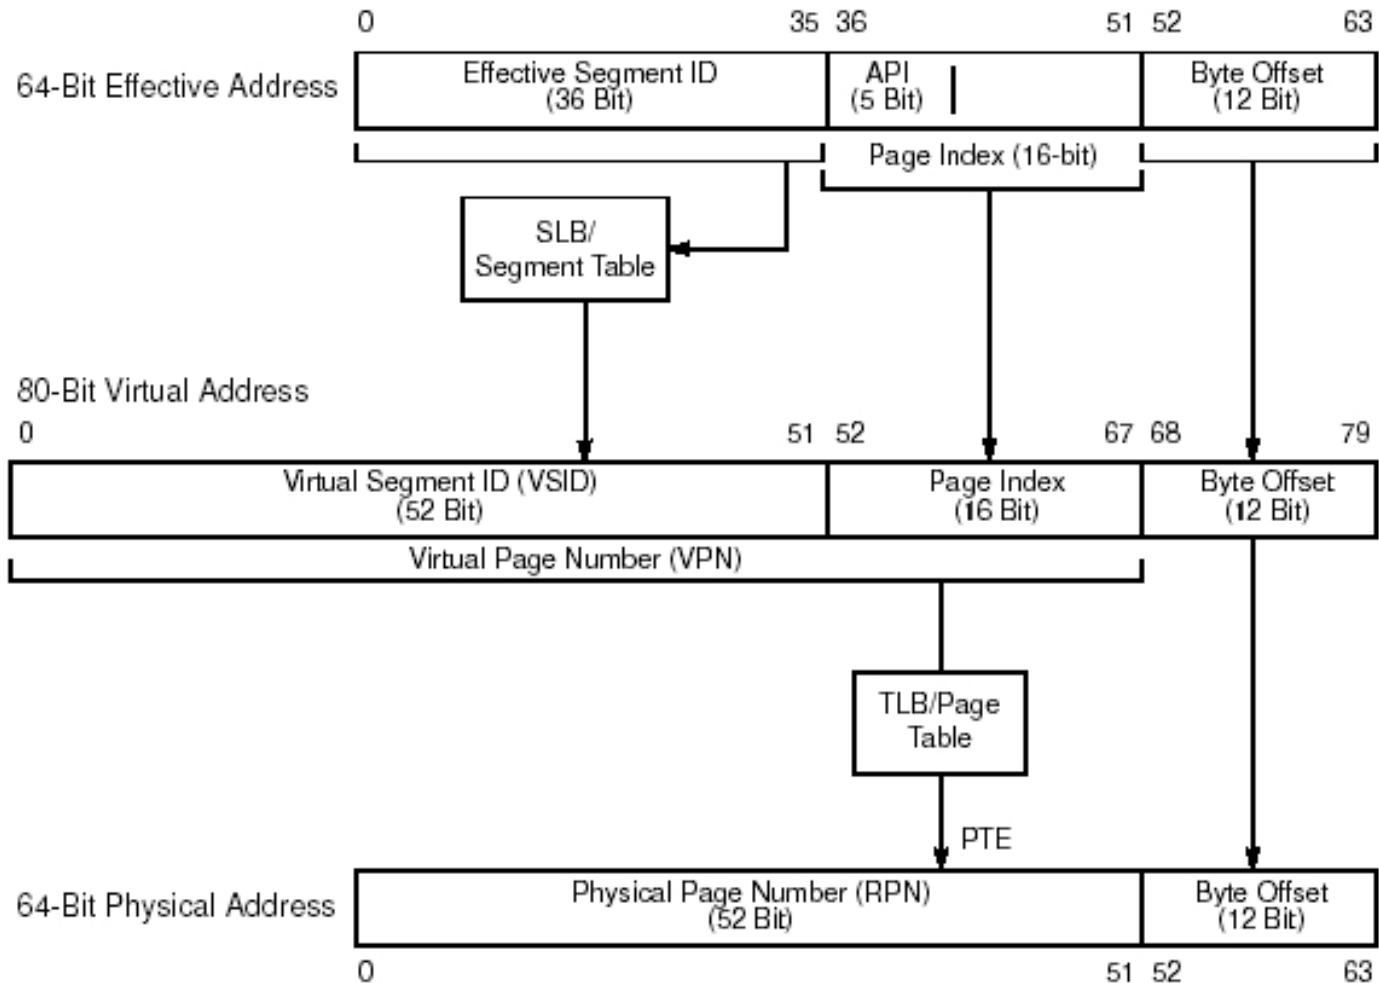 0 35 36 51 52 63
64-Bit Effective Address
Effective Segment ID
(36 Bit)
API
(5 Bit)
Byte Offset
(12 Bit)
Page Index (16-bit)
SLB/
Segment Table
80-Bit Virtual Address
0 51 52 67 68 79
Virtual Segment ID (VSID)
(52 Bit)
Page Index
(16 Bit)
Byte Offset
(12 Bit)
Virtual Page Number (VPN)
TLB/Page
Table
PTE
64-Bit Physical Address
Physical Page Number (RPN)
(52 Bit)
Byte Offset
(12 Bit)
0 51 52 63